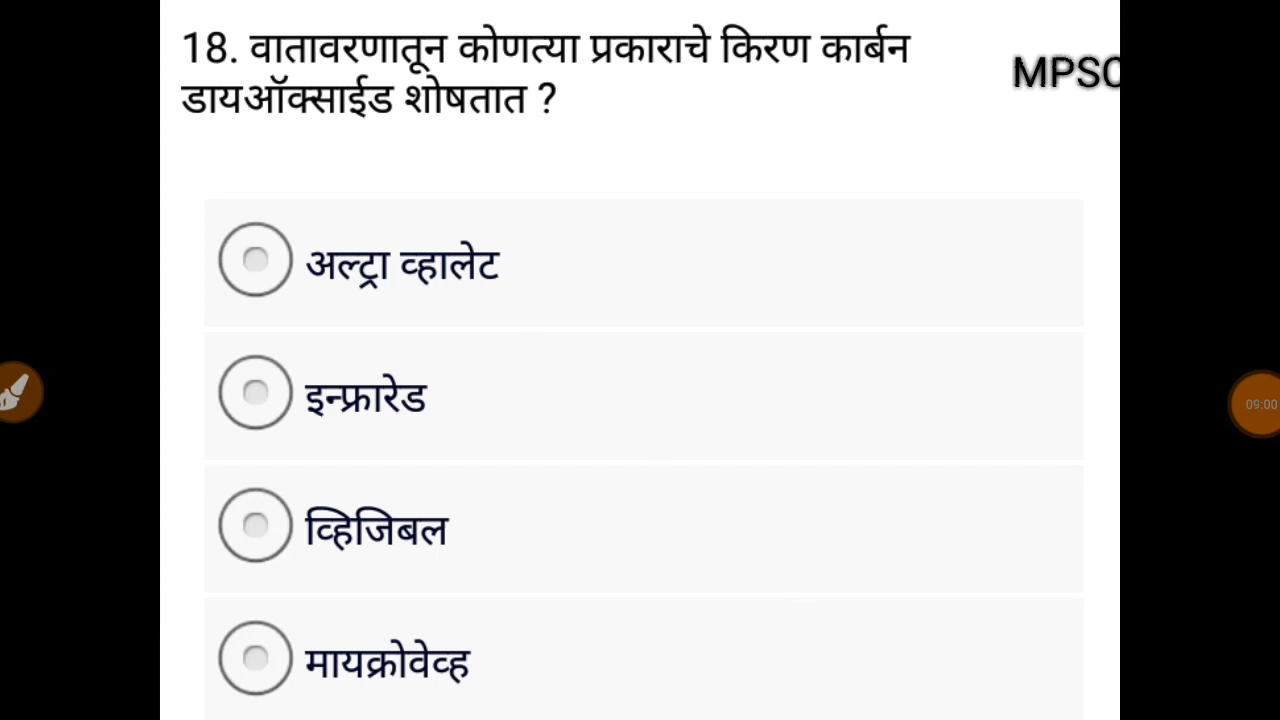 18. वातावरणातून कोणत्या प्रकाराचे किरण कार्बन
डायऑक्साईड शोषतात ?
MPSC
अल्ट्रा व्हालेट
इन्फ्रारेड
व्हिजिबल
मायक्रोवेव्ह
09:00